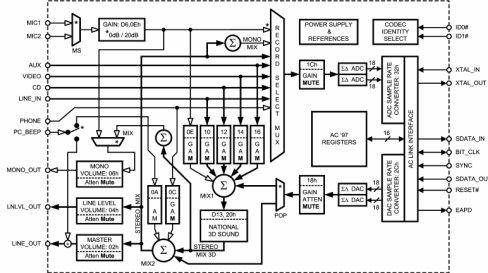 MIC1
MIC2
MS
GAIN: D6,0Eh
*0dB / 20dB
MONO
MIX
RECORD SELECT MUX
POWER SUPPLY
&
REFERENCES
CODEC
IDENTITY
SELECT
ID0#
ID1#
AUX
VIDEO
CD
LINE_IN
PHONE
PC_BEEP
1Ch
GAIN
MUTE
ΣΔ ADC
ΣΔ ADC
18
18
ADC SAMPLE RATE
CONVERTER: 32h
XTAL_IN
XTAL_OUT
0E
G
A
M
10
G
A
M
12
G
A
M
14
G
A
M
16
G
A
M
AC '97
REGISTERS
16
AC LINK INTERFACE
SDATA_IN
BIT_CLK
SYNC
SDATA_OU
RESET#
EAPD
MIX
Σ
Σ
Σ
Σ
MIX1
MONO_OUT
MONO
VOLUME: 06h
Atten Mute
LNLVL_OUT
LINE LEVEL
VOLUME: 04h
Atten Mute
LINE_OUT
MASTER
VOLUME: 02h
Atten Mute
STEREO MIX
0A
G
A
M
0C
G
A
M
MIX2
D13, 20h
NATIONAL
3D SOUND
STEREO
MIX 3D
POP
18h
GAIN
ATTEN
MUTE
ΣΔ DAC
ΣΔ DAC
18
18
DAC SAMPLE RATE
CONVERTER: 2Ch